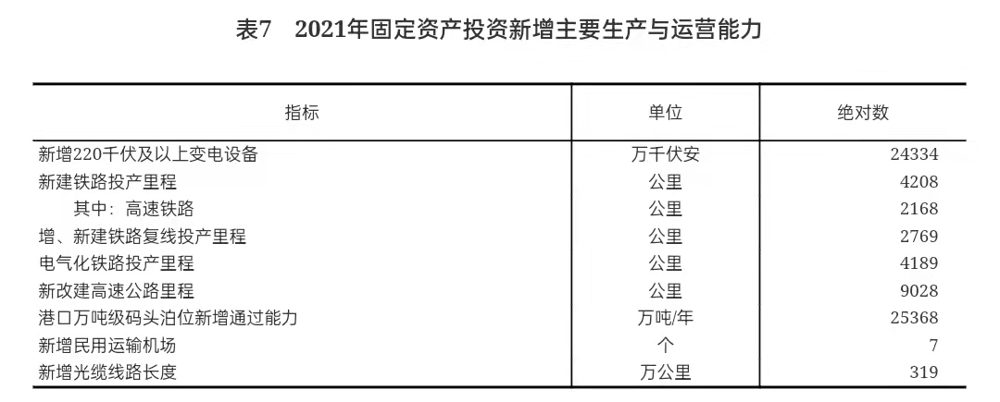 表7 2021年固定资产投资新增主要生产与运营能力
指标 单位 绝对数
新增220千伏及以上变电设备 万千伏安 24334
新建铁路投产里程 公里 4208
其中：高速铁路 公里 2168
增、新建铁路复线投产里程 公里 2769
电气化铁路投产里程 公里 4189
新改建高速公路里程 公里 9028
港口万吨级码头泊位新增通过能力 万吨/年 25368
新增民用运输机场 个 7
新增光缆线路长度 万公里 319